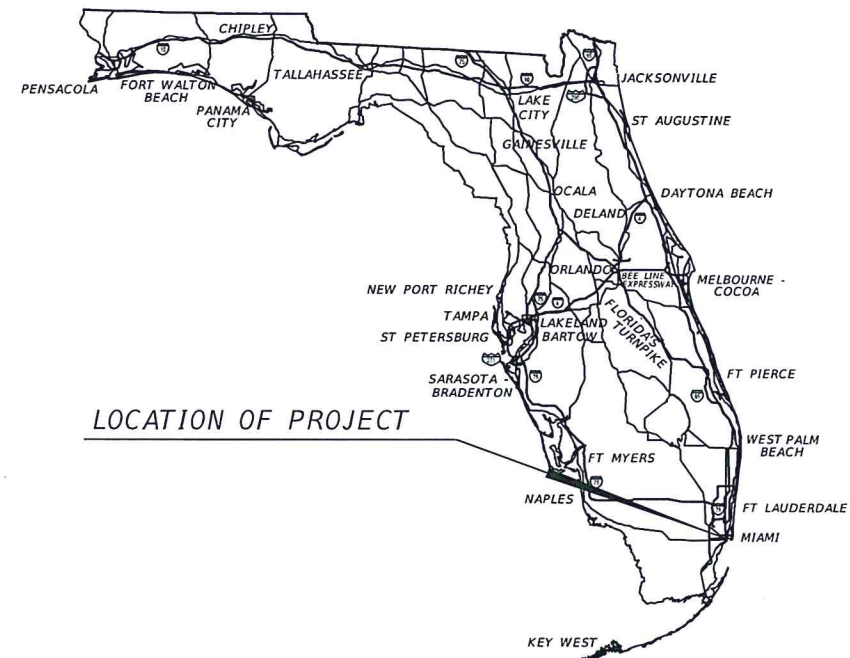 CHIPLEY
PENSACOLA
FORT WALTON
BEACH
PANAMA
CITY
TALLAHASSEE
JACKSONVILLE
LAKE
CITY
ST AUGUSTINE
GAINESVILLE
OCALA
DAYTONA BEACH
DELAND
ORLANDO
BEE LINE
EXPRESSWAY
MELBOURNE -
COCOA
NEW PORT RICHEY
TAMPA
LAKELAND
BARTOW
ST PETERSBURG
FLORIDA'S
TURNPIKE
SARASOTA -
BRADENTON
FT PIERCE
LOCATION OF PROJECT
WEST PALM
BEACH
FT MYERS
NAPLES
FT LAUDERDALE
MIAMI
KEY WEST